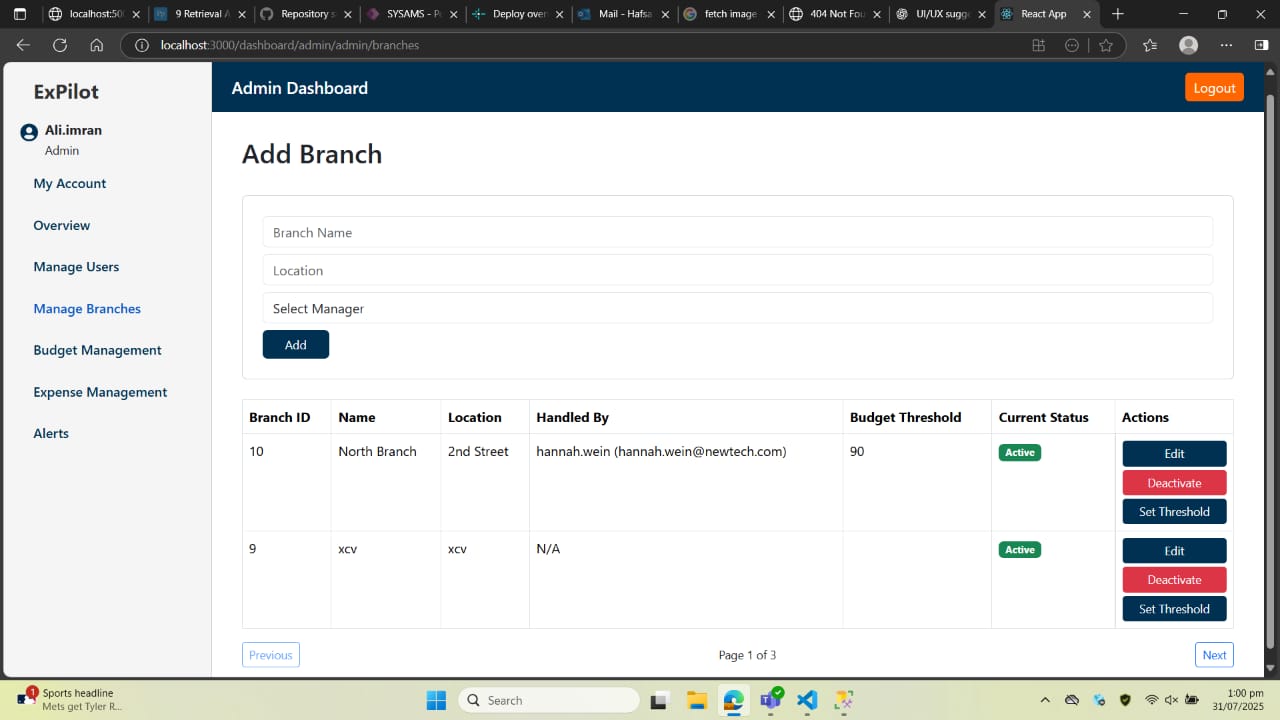 localhost:500
9 Retrieval A
Repository s
SYSAMS - Po
Deploy over
Mail - Hafsa
fetch image
404 Not Fou
UI/UX sugge
React App
localhost:3000/dashboard/admin/admin/branches
ExPilot
Admin Dashboard
Logout
Ali.imran
Admin
My Account
Overview
Manage Users
Manage Branches
Budget Management
Expense Management
Alerts
Add Branch
Branch Name
Location
Select Manager
Add
Branch ID Name Location Handled By Budget Threshold Current Status Actions
10 North Branch 2nd Street hannah.wein (hannah.wein@newtech.com) 90 Active Edit
Deactivate
Set Threshold
9 xcv xcv N/A Active Edit
Deactivate
Set Threshold
Previous Page 1 of 3 Next
1
Sports headline
Mets get Tyler R...
Search
1:00 pm
31/07/2025